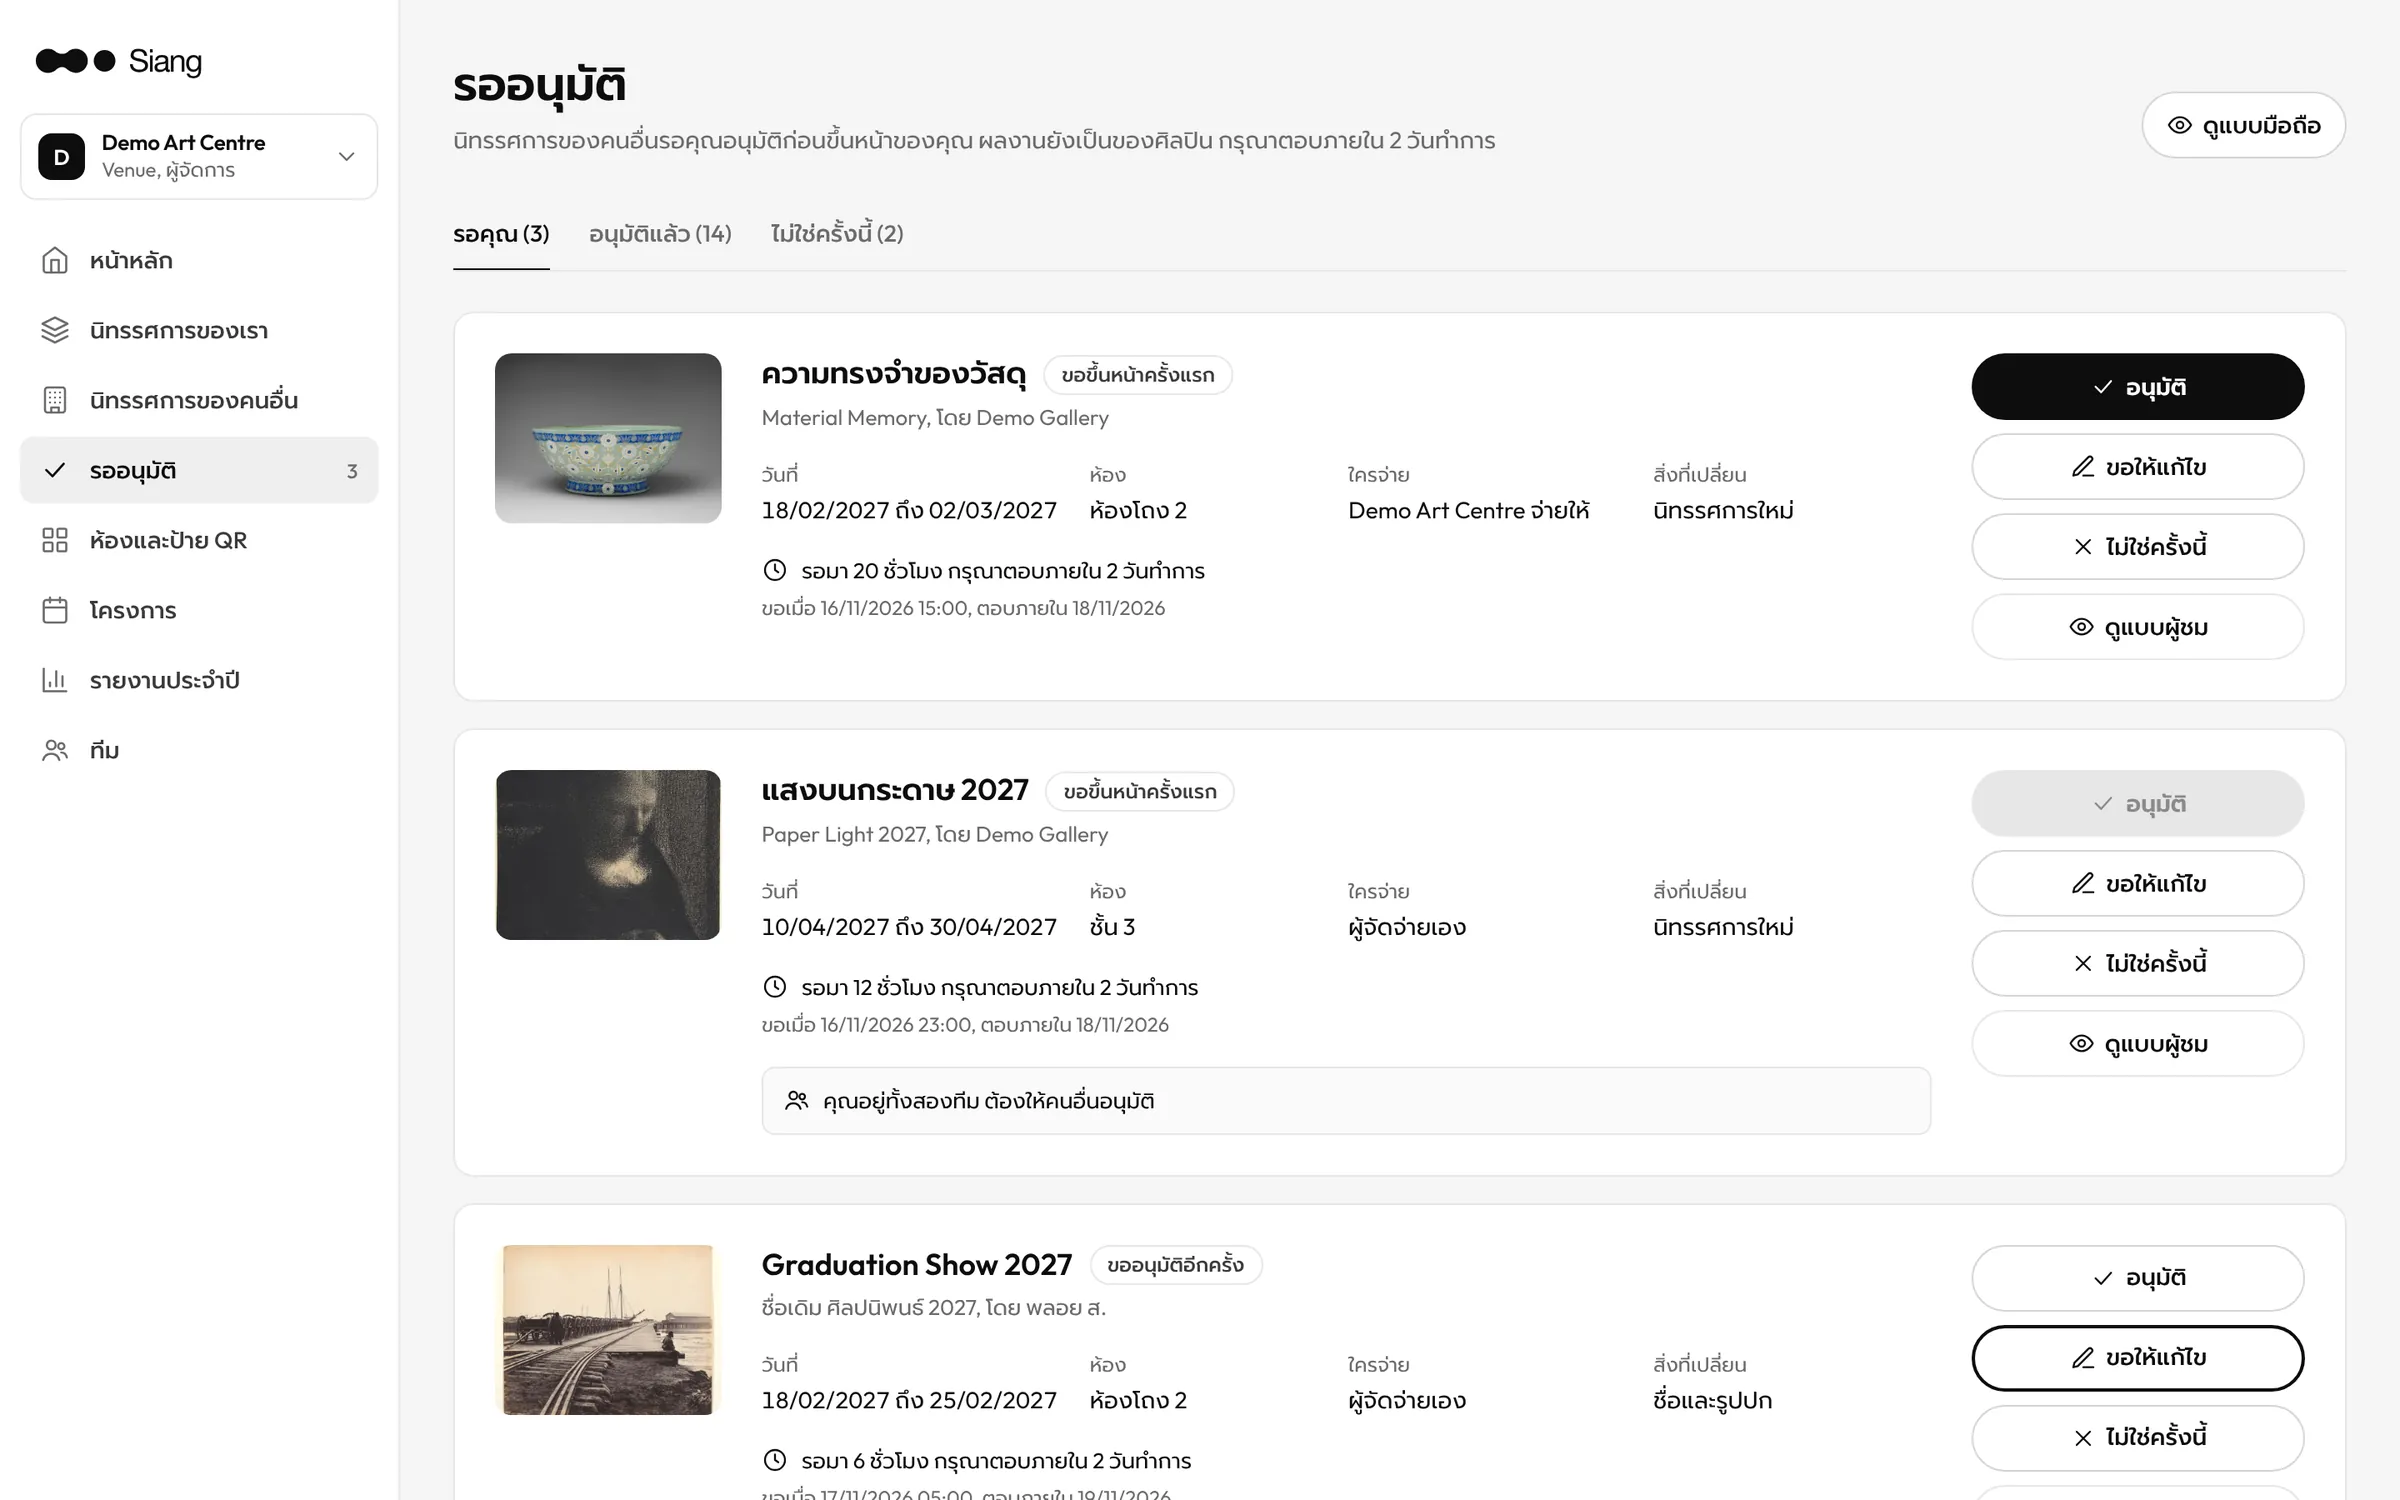 Siang
D
Demo Art Centre
Venue, ผู้จัดการ
หน้าหลัก
นิทรรศการของเรา
นิทรรศการของคนอื่น
รออนุมัติ 3
ห้องและป้าย QR
โครงการ
รายงานประจำปี
ทีม
รออนุมัติ
นิทรรศการของคนอื่นรอคุณอนุมัติก่อนขึ้นหน้าของคุณ ผลงานยังเป็นของศิลปิน กรุณาตอบภายใน 2 วันทำการ
ดูแบบมือถือ
รอคุณ (3) อนุมัติแล้ว (14) ไม่ใช่ครั้งนี้ (2)
ความทรงจำของวัสดุ ขอขึ้นหน้าครั้งแรก
Material Memory, โดย Demo Gallery
วันที่ ห้อง ใครจ่าย สิ่งที่เปลี่ยน
18/02/2027 ถึง 02/03/2027 ห้องโถง 2 Demo Art Centre จ่ายให้ นิทรรศการใหม่
รอมา 20 ชั่วโมง กรุณาตอบภายใน 2 วันทำการ
ขอเมื่อ 16/11/2026 15:00, ตอบภายใน 18/11/2026
อนุมัติ
ขอให้แก้ไข
ไม่ใช่ครั้งนี้
ดูแบบผู้ชม
แสงบนกระดาษ 2027 ขอขึ้นหน้าครั้งแรก
Paper Light 2027, โดย Demo Gallery
วันที่ ห้อง ใครจ่าย สิ่งที่เปลี่ยน
10/04/2027 ถึง 30/04/2027 ชั้น 3 ผู้จัดจ่ายเอง นิทรรศการใหม่
รอมา 12 ชั่วโมง กรุณาตอบภายใน 2 วันทำการ
ขอเมื่อ 16/11/2026 23:00, ตอบภายใน 18/11/2026
คุณอยู่ทั้งสองทีม ต้องให้คนอื่นอนุมัติ
อนุมัติ
ขอให้แก้ไข
ไม่ใช่ครั้งนี้
ดูแบบผู้ชม
Graduation Show 2027 ขออนุมัติอีกครั้ง
ชื่อเดิม ศิลปนิพนธ์ 2027, โดย พลอย ส.
วันที่ ห้อง ใครจ่าย สิ่งที่เปลี่ยน
18/02/2027 ถึง 25/02/2027 ห้องโถง 2 ผู้จัดจ่ายเอง ชื่อและรูปปก
รอมา 6 ชั่วโมง กรุณาตอบภายใน 2 วันทำการ
ขอเมื่อ 17/11/2026 05:00, ตอบภายใน 19/11/2026
อนุมัติ
ขอให้แก้ไข
ไม่ใช่ครั้งนี้